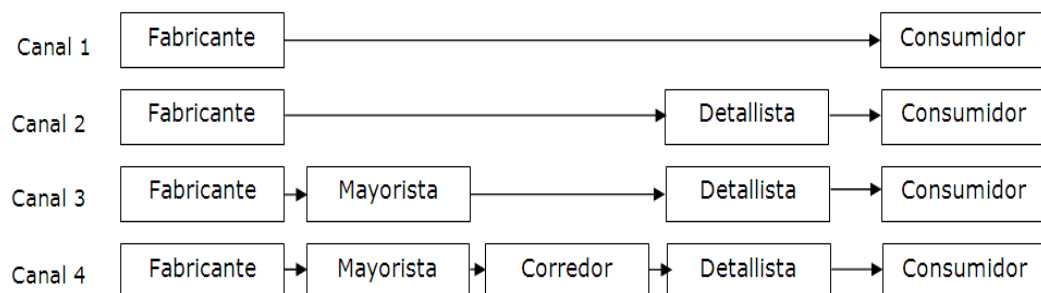 Canal 1 Fabricante Consumidor
Canal 2 Fabricante Detallista Consumidor
Canal 3 Fabricante Mayorista Detallista Consumidor
Canal 4 Fabricante Mayorista Corredor Detallista Consumidor